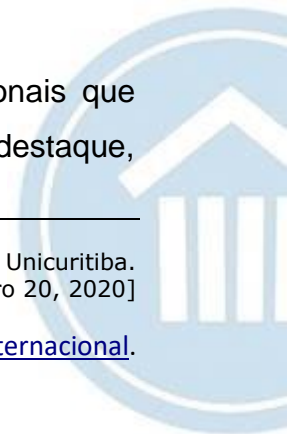 onais que
destaque,
Unicuritiba.
ro 20, 2020]
ternacional.